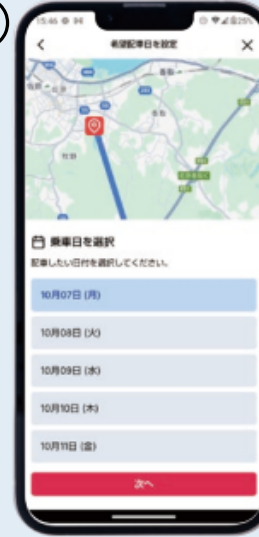 15:46
25%
希望配車日を設定
乗車日を選択
配車したい日付を選択してください。
10月07日 (月)
10月08日 (火)
10月09日 (水)
10月10日 (木)
10月11日 (金)
次へ